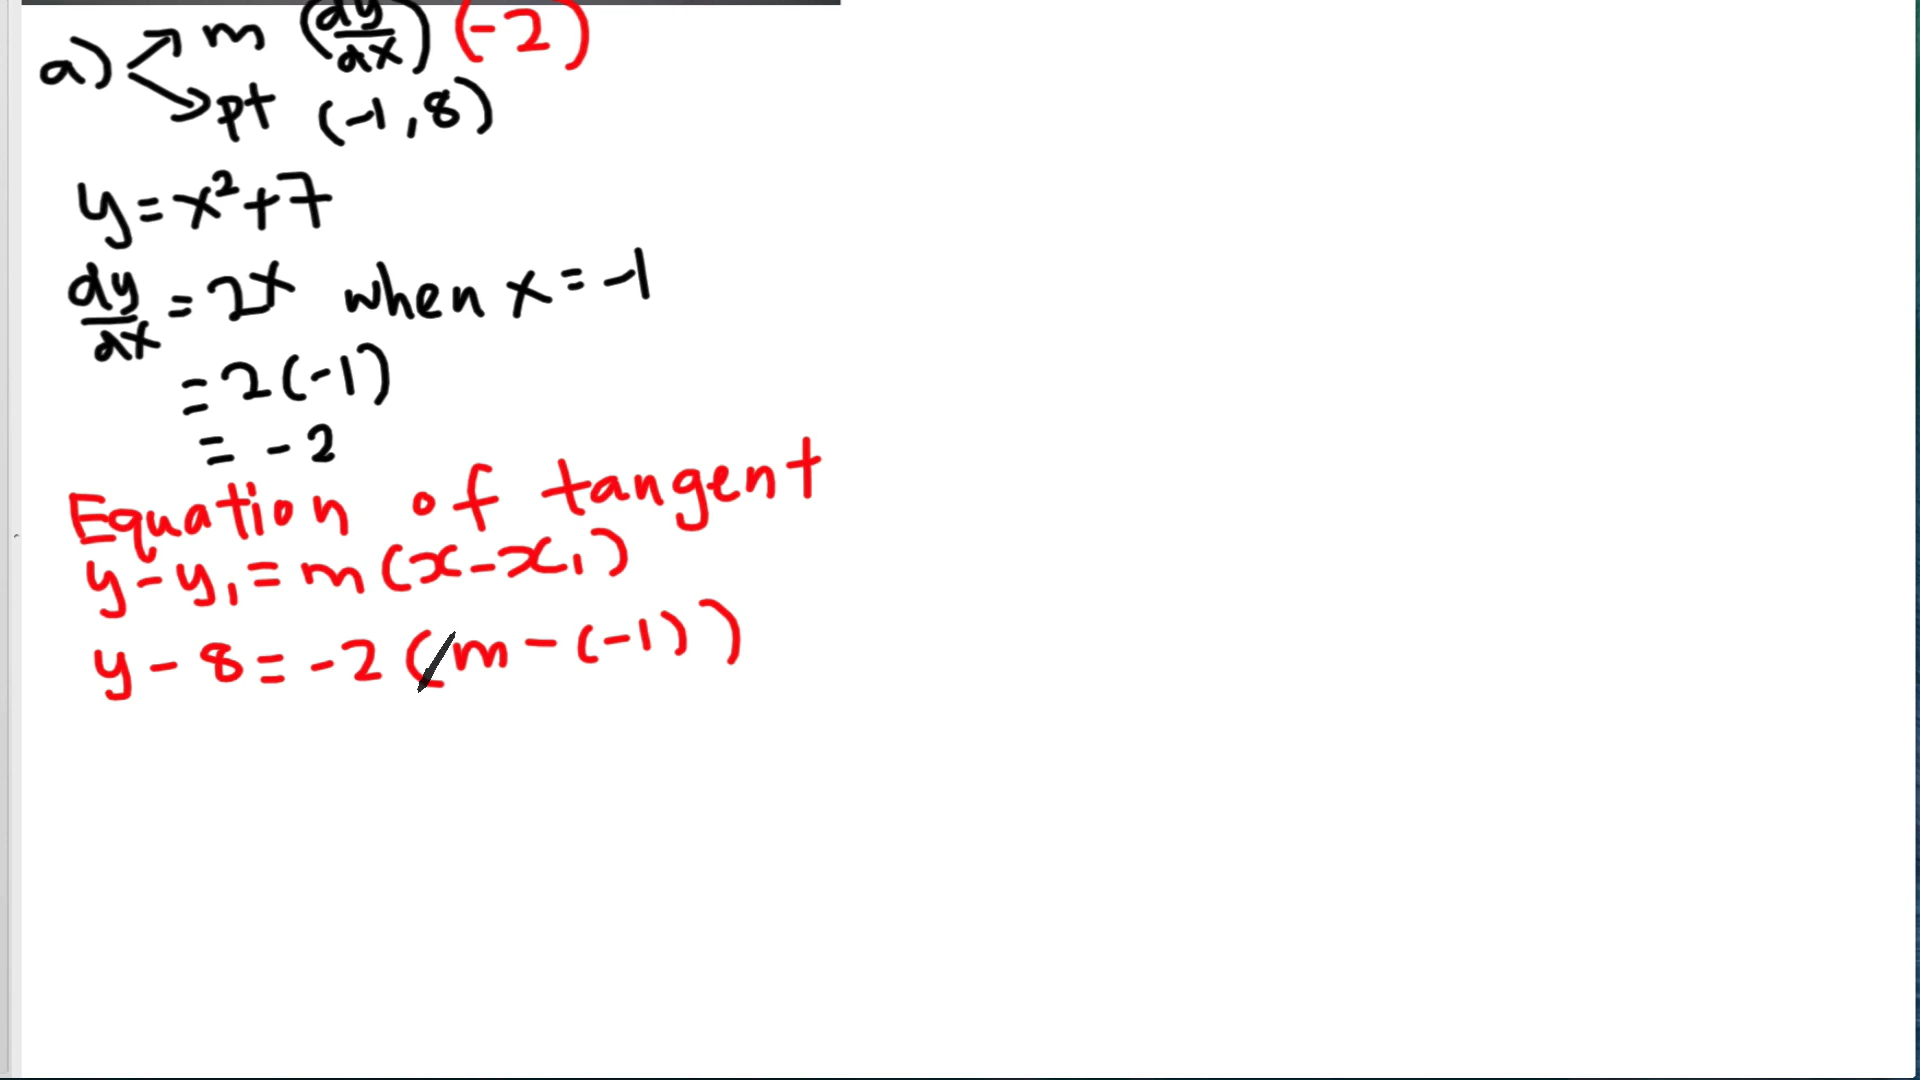 a) m (dy/dx) (-2)
pt (-1,8)
y = x²+7
dy/dx = 2x when x = -1
= 2(-1)
= -2
Equation of tangent
y-y₁ = m(x-x₁)
y-8 = -2(m-(-1))